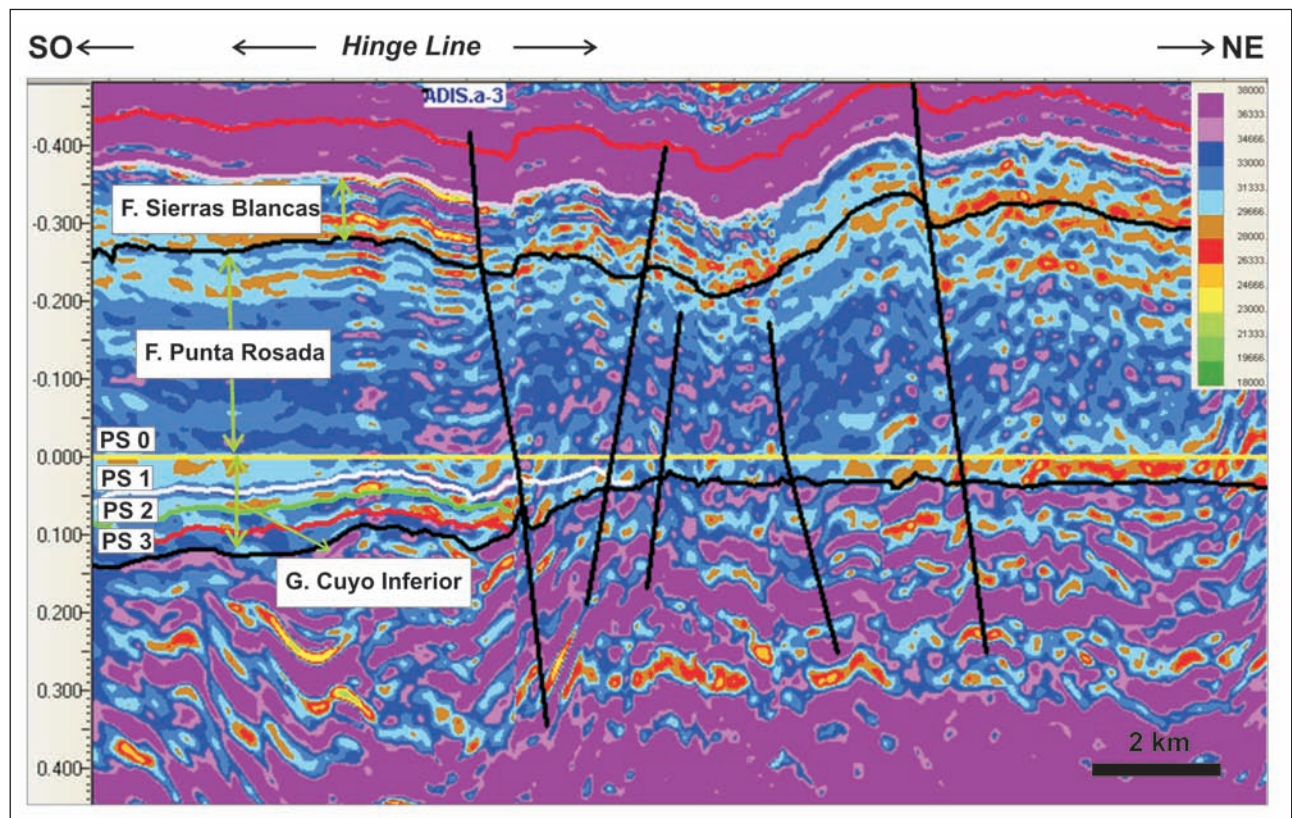 SO Hinge Line NE
ADIS.a-3
-0.400
-0.300
-0.200
-0.100
0.000
0.100
0.200
0.300
0.400
F. Sierras Blancas
F. Punta Rosada
PS 0
PS 1
PS 2
PS 3
G. Cuyo Inferior
38000.
36333.
34666.
33000.
31333.
29666.
28000.
26333.
24666.
23000.
21333.
19666.
18000.
2 km